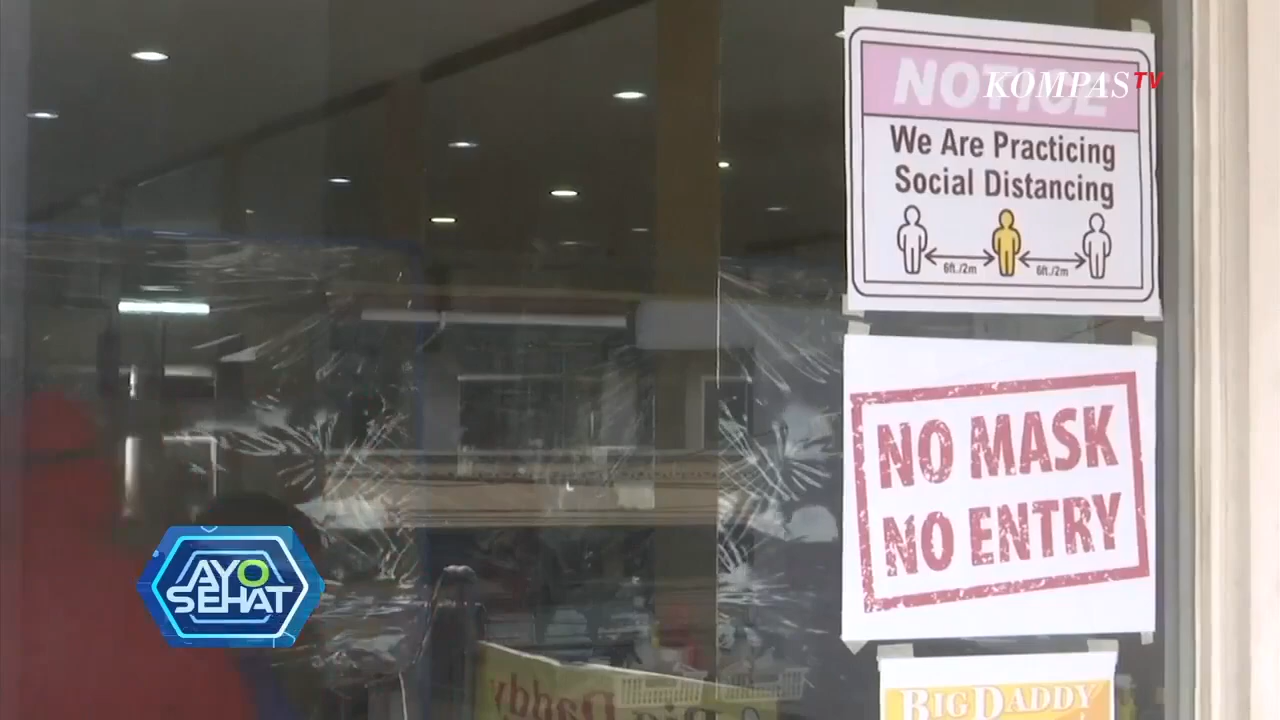 NOTICE
KOMPASTV
We Are Practicing
Social Distancing
6ft./2m
6ft./2m
NO MASK
NO ENTRY
AYO
SEHAT
Daddy
BIG DADDY